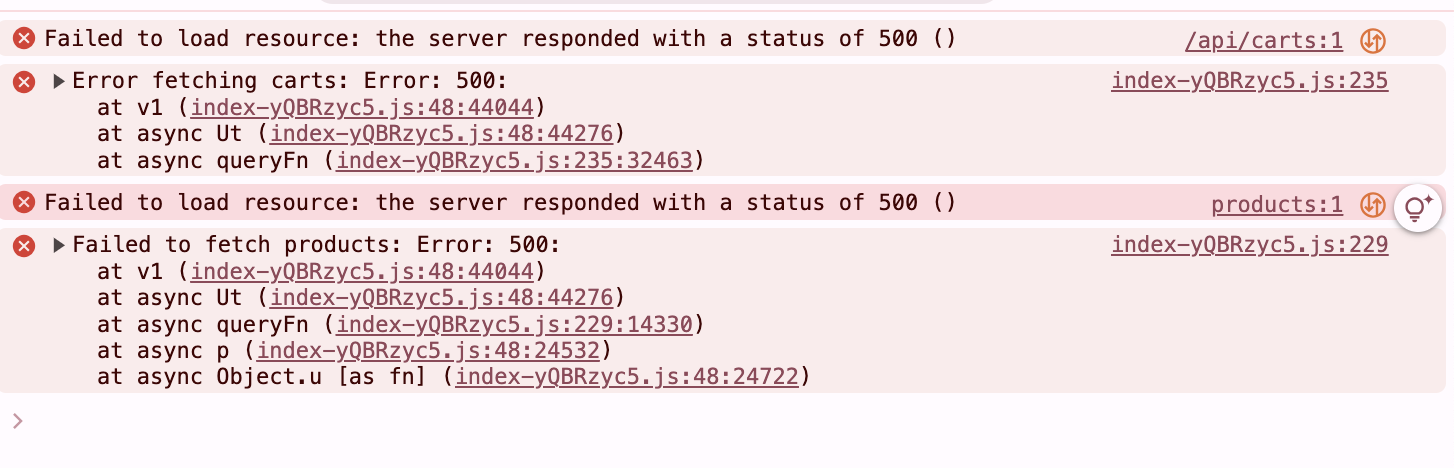 Failed to load resource: the server responded with a status of 500 () /api/carts:1
Error fetching carts: Error: 500: index-yQBRzyc5.js:235
at v1 (index-yQBRzyc5.js:48:44044)
at async Ut (index-yQBRzyc5.js:48:44276)
at async queryFn (index-yQBRzyc5.js:235:32463)
Failed to load resource: the server responded with a status of 500 () products:1
Failed to fetch products: Error: 500: index-yQBRzyc5.js:229
at v1 (index-yQBRzyc5.js:48:44044)
at async Ut (index-yQBRzyc5.js:48:44276)
at async queryFn (index-yQBRzyc5.js:229:14330)
at async p (index-yQBRzyc5.js:48:24532)
at async Object.u [as fn] (index-yQBRzyc5.js:48:24722)